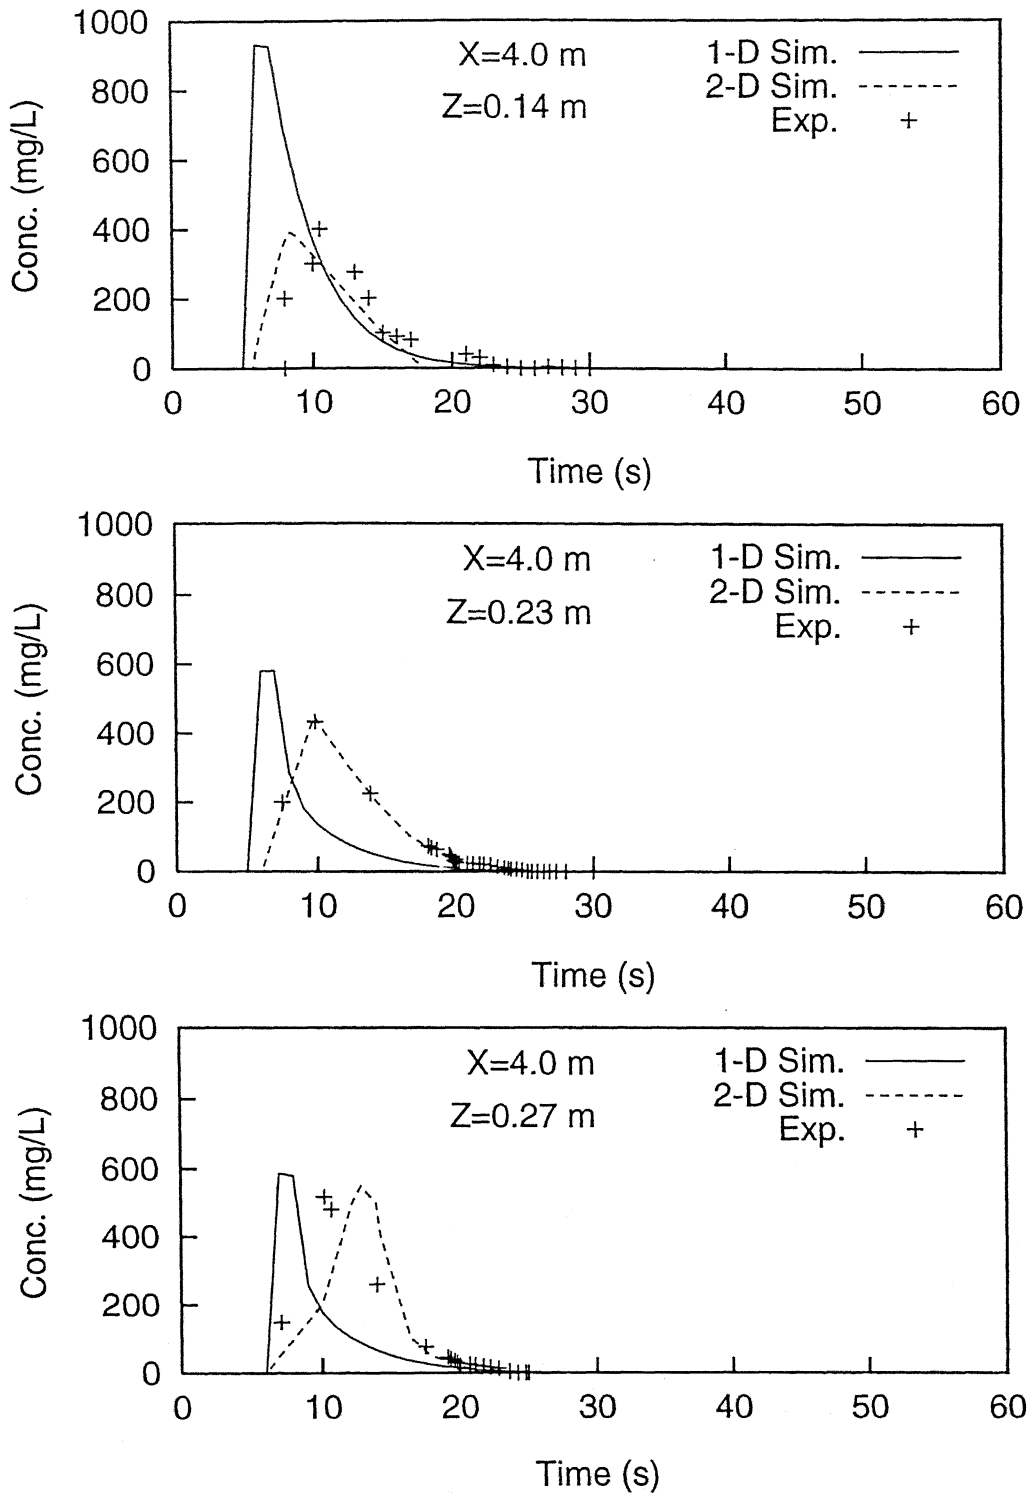 1000
800
600
400
200
0
Conc. (mg/L)
X=4.0 m
Z=0.14 m
1-D Sim.
2-D Sim.
Exp.
0 10 20 30 40 50 60
Time (s)
1000
800
600
400
200
0
Conc. (mg/L)
X=4.0 m
Z=0.23 m
1-D Sim.
2-D Sim.
Exp.
0 10 20 30 40 50 60
Time (s)
1000
800
600
400
200
0
Conc. (mg/L)
X=4.0 m
Z=0.27 m
1-D Sim.
2-D Sim.
Exp.
0 10 20 30 40 50 60
Time (s)